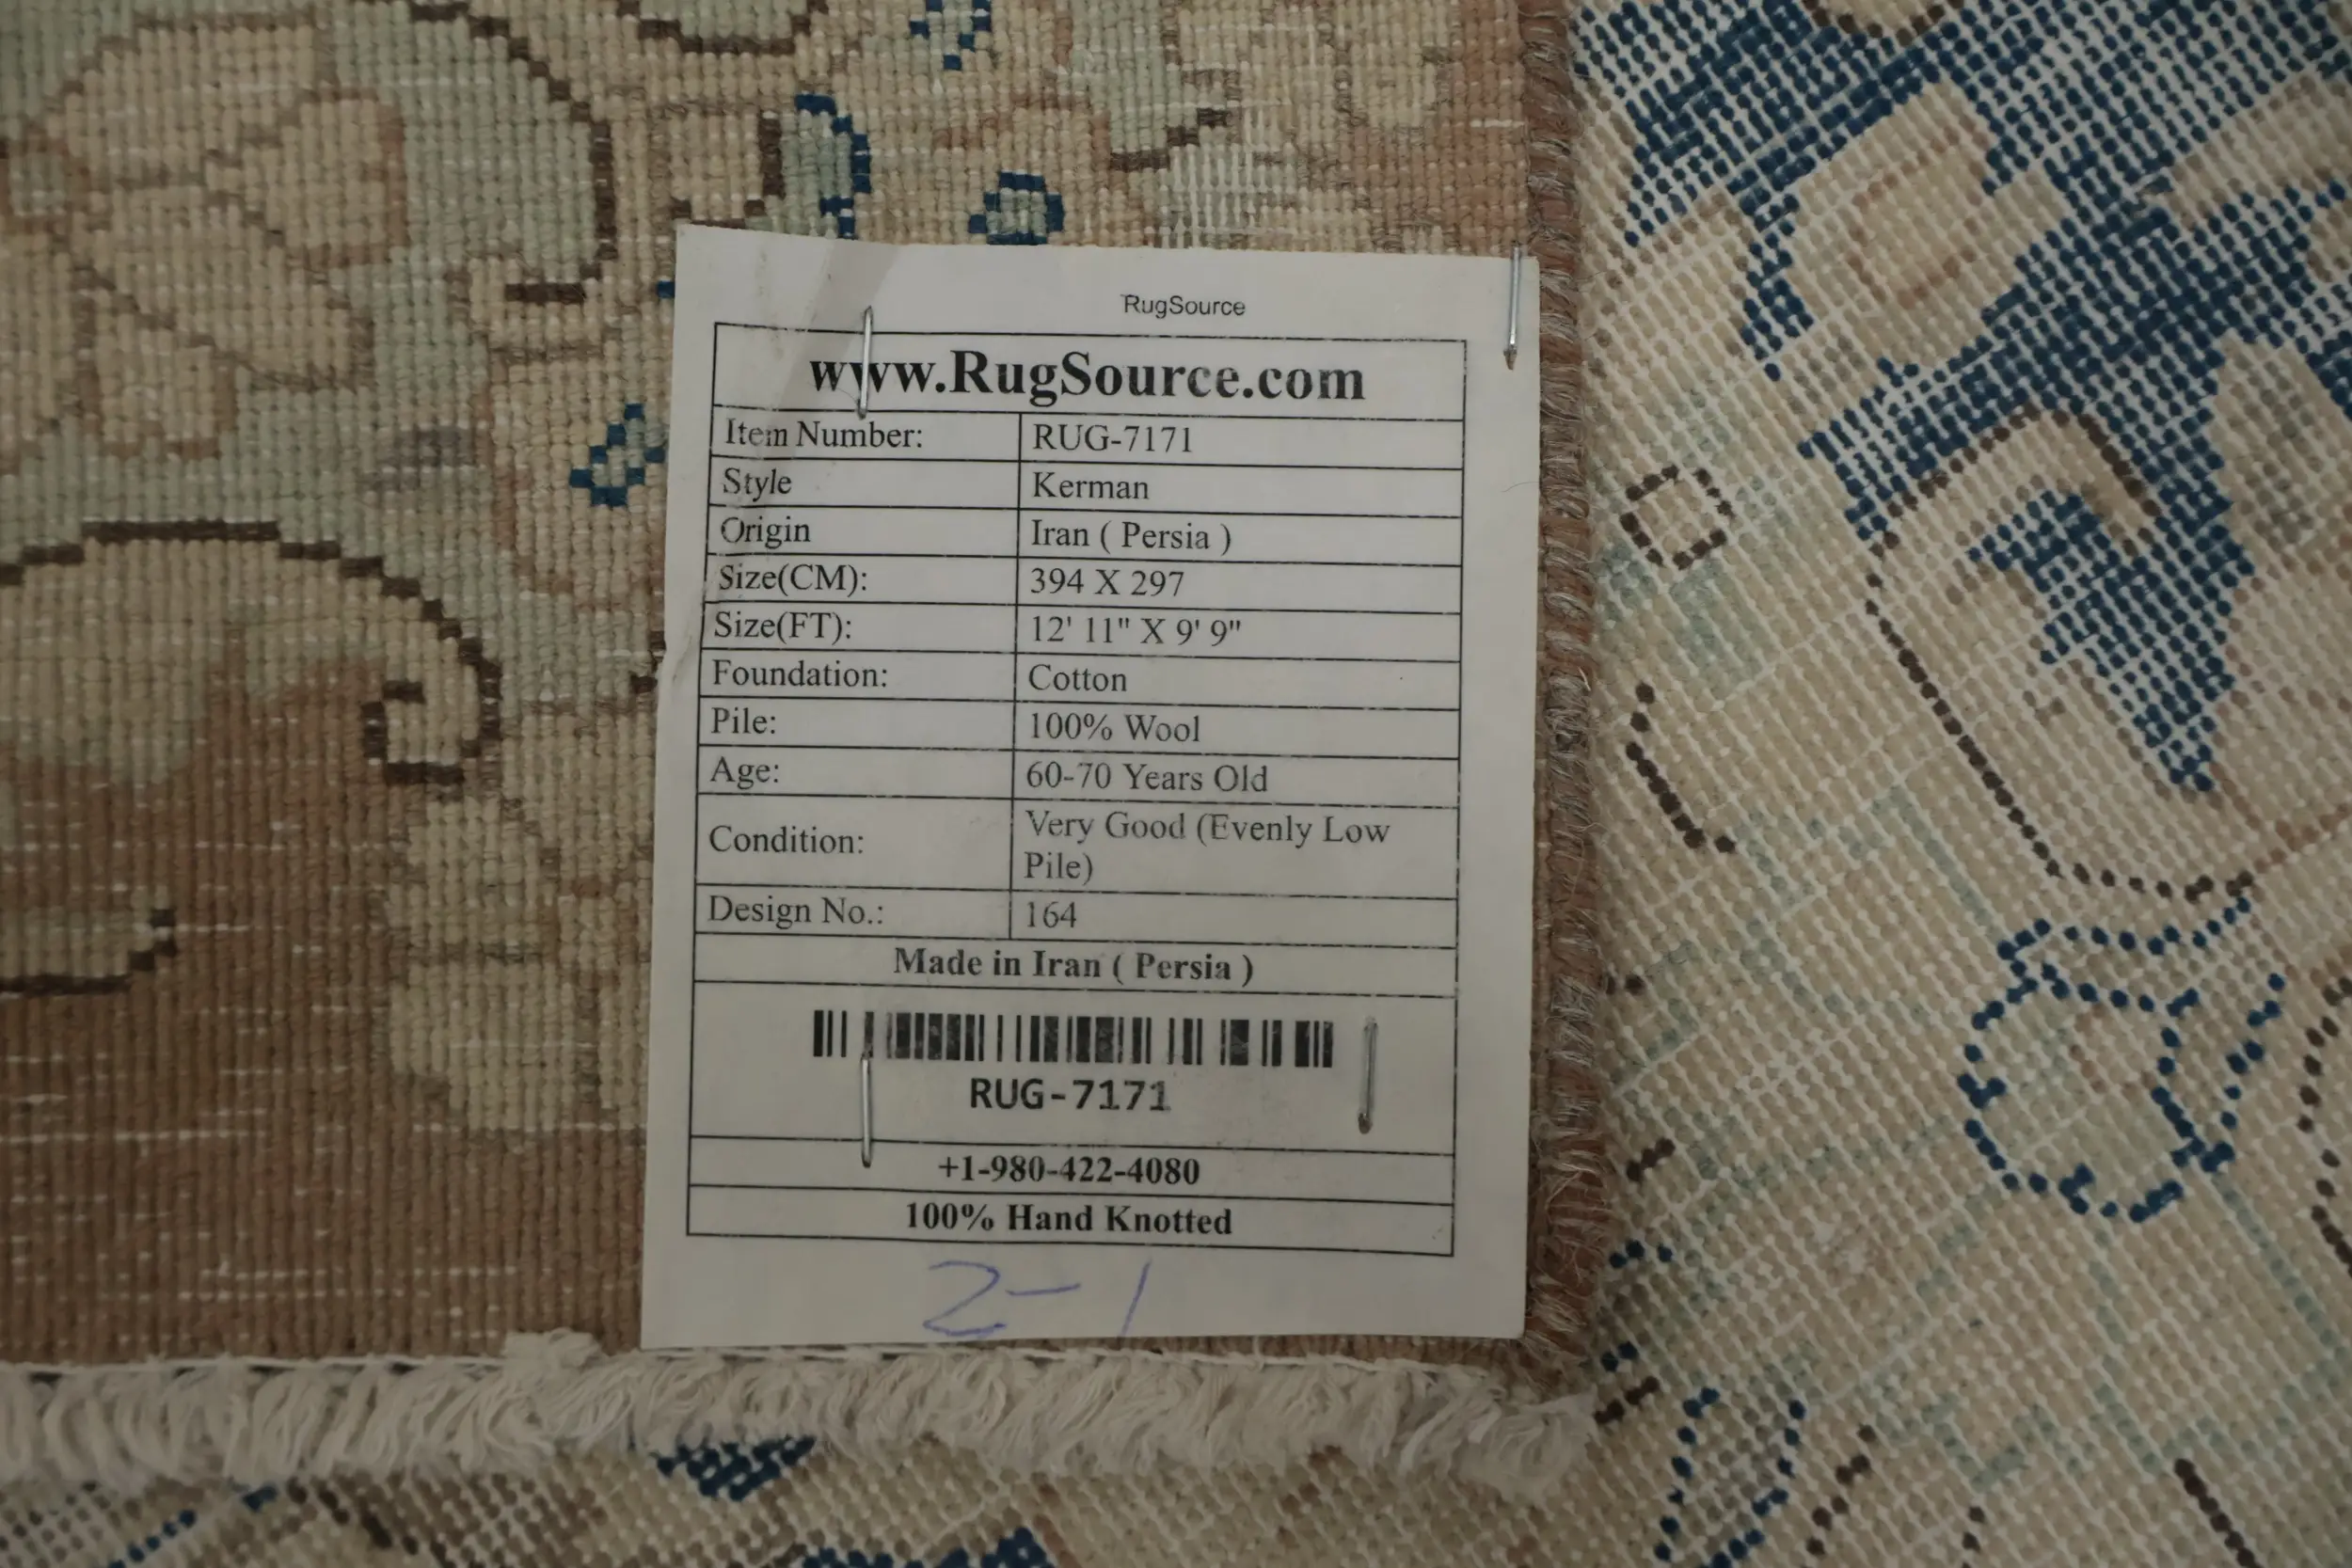 RugSource
www.RugSource.com
Item Number: RUG-7171
Style Kerman
Origin Iran ( Persia )
Size(CM): 394 X 297
Size(FT): 12' 11" X 9' 9"
Foundation: Cotton
Pile: 100% Wool
Age: 60-70 Years Old
Condition: Very Good (Evenly Low
Pile)
Design No.: 164
Made in Iran ( Persia )
RUG-7171
+1-980-422-4080
100% Hand Knotted
2-1